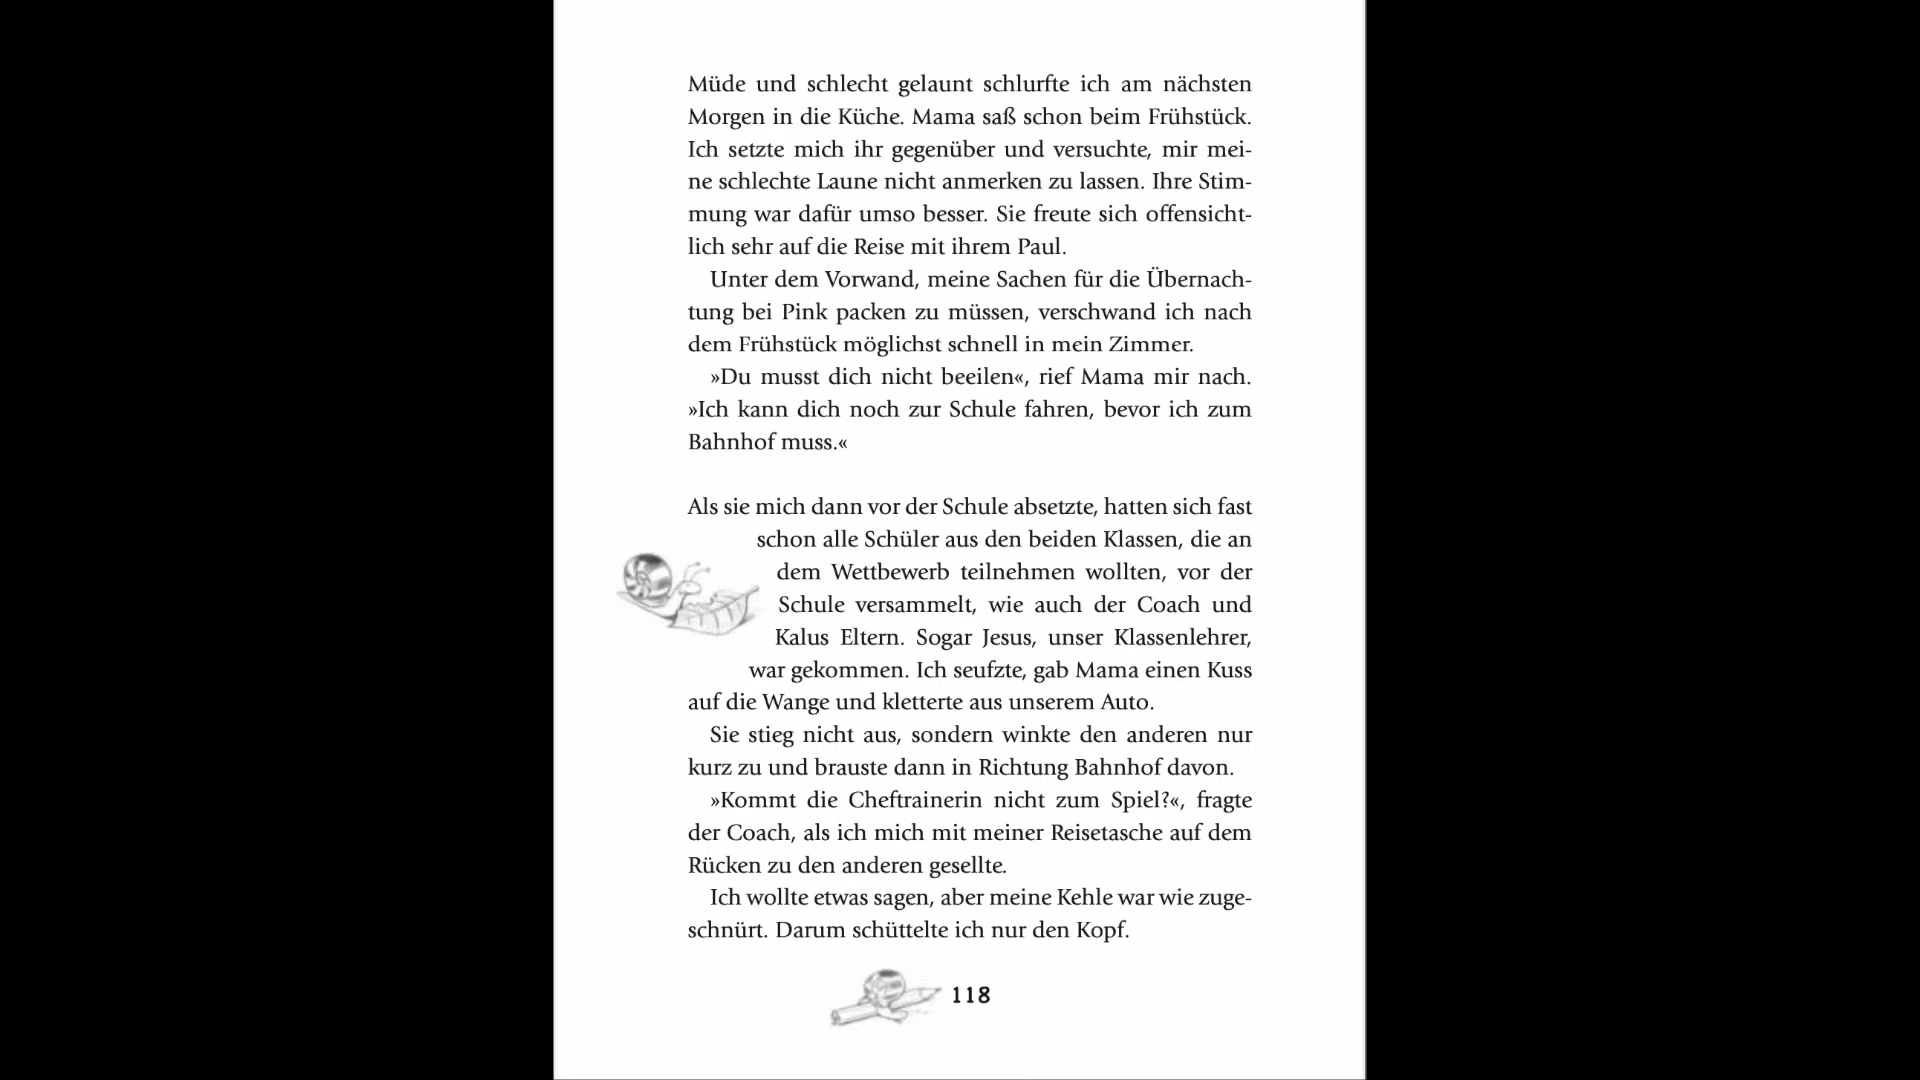 Müde und schlecht gelaunt schlurfte ich am nächsten
Morgen in die Küche. Mama saß schon beim Frühstück.
Ich setzte mich ihr gegenüber und versuchte, mir mei-
ne schlechte Laune nicht anmerken zu lassen. Ihre Stim-
mung war dafür umso besser. Sie freute sich offensicht-
lich sehr auf die Reise mit ihrem Paul.
Unter dem Vorwand, meine Sachen für die Übernach-
tung bei Pink packen zu müssen, verschwand ich nach
dem Frühstück möglichst schnell in mein Zimmer.
»Du musst dich nicht beeilen«, rief Mama mir nach.
»Ich kann dich noch zur Schule fahren, bevor ich zum
Bahnhof muss.«
Als sie mich dann vor der Schule absetzte, hatten sich fast
schon alle Schüler aus den beiden Klassen, die an
dem Wettbewerb teilnehmen wollten, vor der
Schule versammelt, wie auch der Coach und
Kalus Eltern. Sogar Jesus, unser Klassenlehrer,
war gekommen. Ich seufzte, gab Mama einen Kuss
auf die Wange und kletterte aus unserem Auto.
Sie stieg nicht aus, sondern winkte den anderen nur
kurz zu und brauste dann in Richtung Bahnhof davon.
»Kommt die Cheftrainerin nicht zum Spiel?«, fragte
der Coach, als ich mich mit meiner Reisetasche auf dem
Rücken zu den anderen gesellte.
Ich wollte etwas sagen, aber meine Kehle war wie zuge-
schnürt. Darum schüttelte ich nur den Kopf.
118